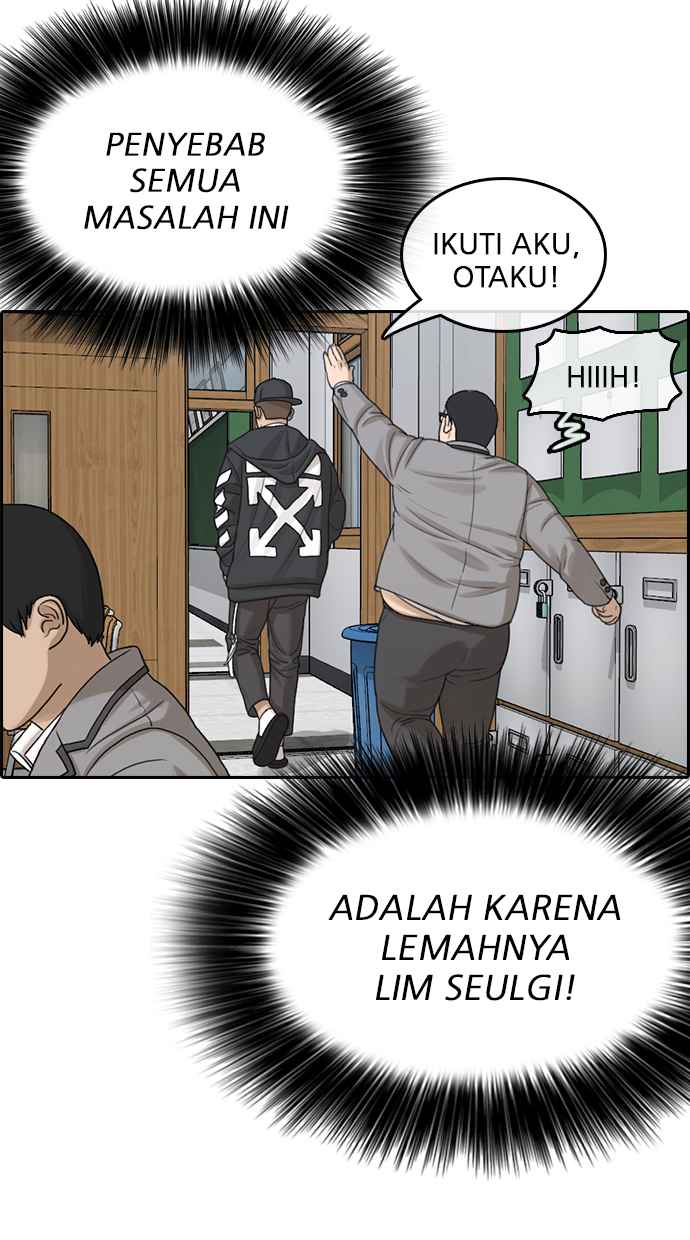 PENYEBAB
SEMUA
MASALAH INI
IKUTI AKU,
OTAKU!
HIIIH!
ADALAH KARENA
LEMAHNYA
LIM SEULGI!